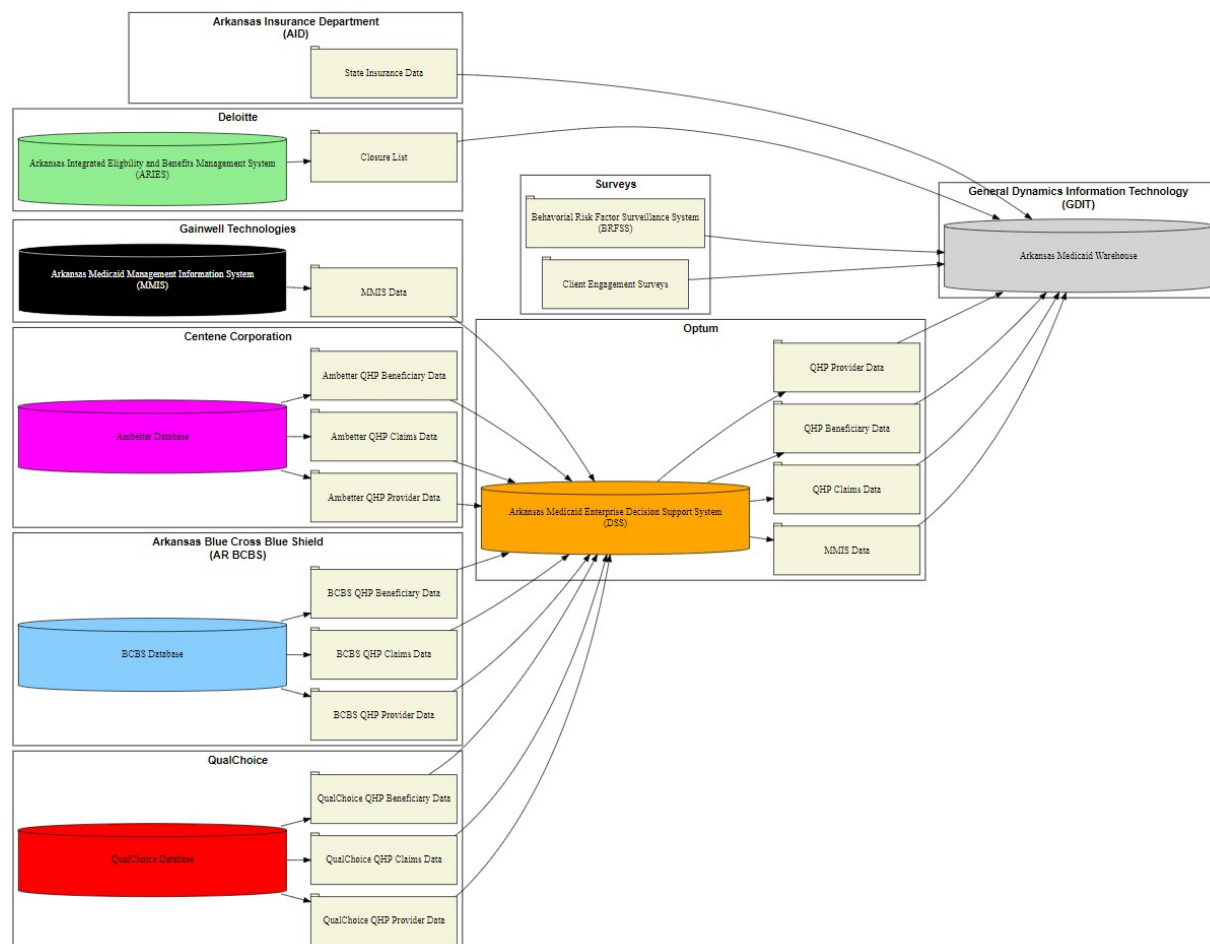 Arkansas Insurance Department
(AID)
State Insurance Data
Deloitte
Arkansas Integrated Eligbility and Benefits Management System
(ARIES)
Closure List
Gainwell Technologies
Arkansas Medicaid Management Information System
(MMIS)
MMIS Data
Centene Corporation
Ambetter Database
Ambetter QHP Beneficiary Data
Ambetter QHP Claims Data
Ambetter QHP Provider Data
Arkansas Blue Cross Blue Shield
(AR BCBS)
BCBS Database
BCBS QHP Beneficiary Data
BCBS QHP Claims Data
BCBS QHP Provider Data
QualChoice
QualChoice Database
QualChoice QHP Beneficiary Data
QualChoice QHP Claims Data
QualChoice QHP Provider Data
Surveys
Behavorial Risk Factor Surveillance System
(BRFSS)
Client Engagement Surveys
Optum
Arkansas Medicaid Enterprise Decision Support System
(DSS)
QHP Provider Data
QHP Beneficiary Data
QHP Claims Data
MMIS Data
General Dynamics Information Technology
(GDIT)
Arkansas Medicaid Warehouse